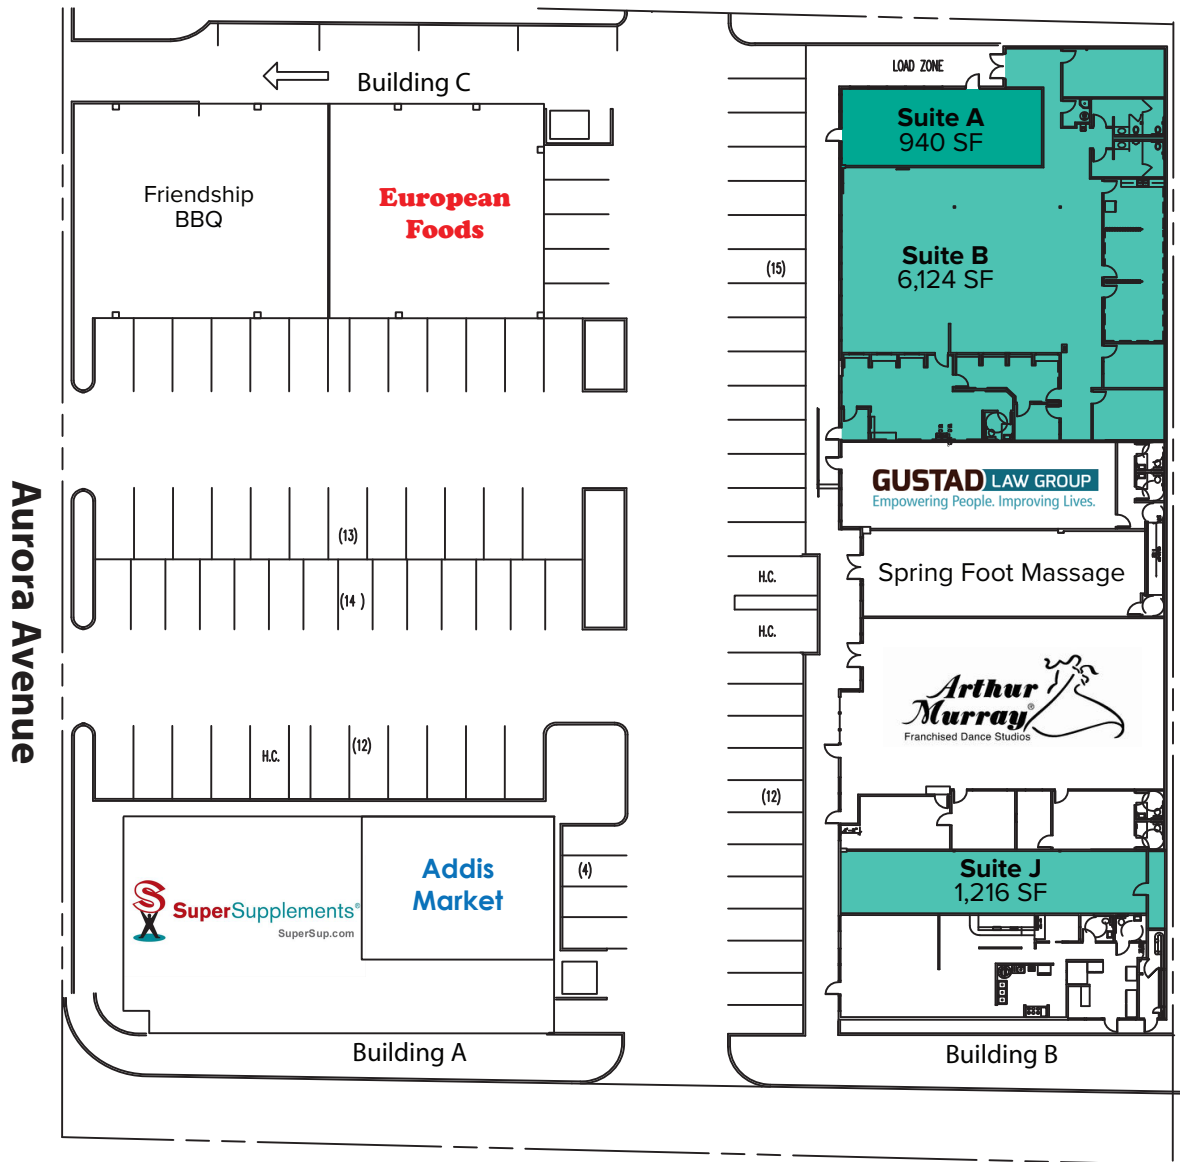 LOAD ZONE
Building C
Suite A
940 SF
Friendship
BBQ
European
Foods
Suite B
6,124 SF
(15)
GUSTAD LAW GROUP
Empowering People. Improving Lives.
(13)
H.C.
Spring Foot Massage
(14 )
H.C.
Aurora Avenue
Arthur
Murray®
Franchised Dance Studios
H.C.
(12)
(12)
Addis
Market
(4)
Suite J
1,216 SF
S
SuperSupplements®
SuperSup.com
Building A
Building B